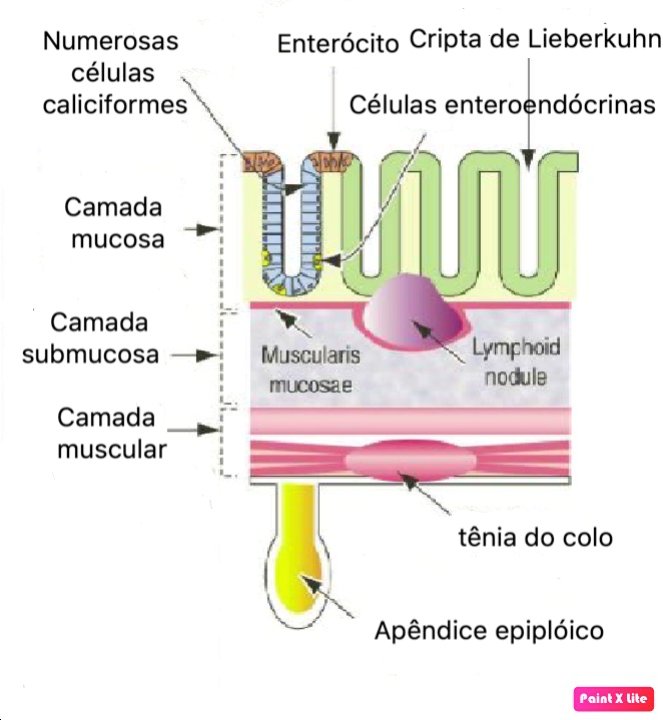 Numerosas
células
caliciformes
Enterócito
Cripta de Lieberkuhn
Células enteroendócrinas
Camada
mucosa
Camada
submucosa
Muscularis
mucosae
Lymphoid
nodule
Camada
muscular
tênia do colo
Apêndice epiplóico
Paint X Lite